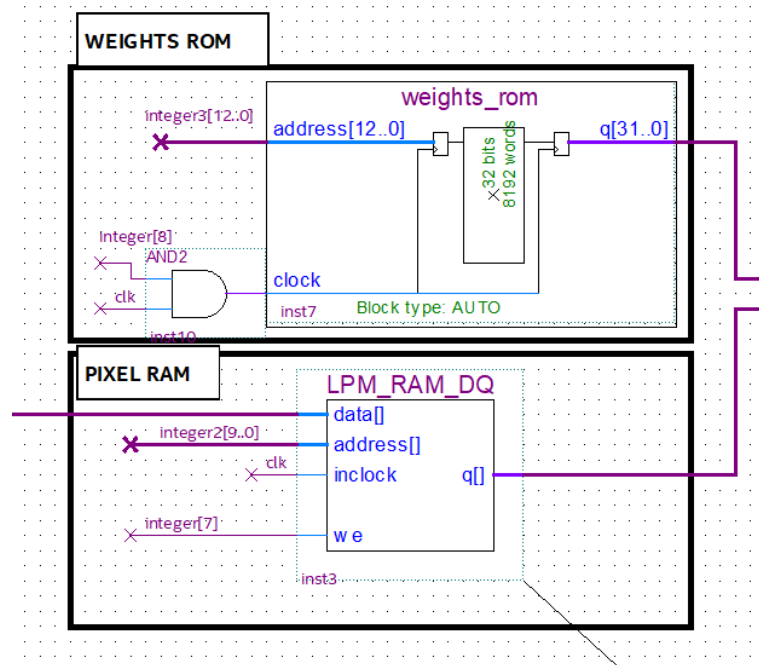 WEIGHTS ROM
weights_rom
integer3[12..0]
address[12..0]
q[31..0]
32 bits
8192 words
Integer[8]
AND2
clk
clock
inst10
inst7
Block type: AUTO
PIXEL RAM
LPM_RAM_DQ
data[]
integer2[9..0]
address[]
clk
inclock
q[]
integer[7]
we
inst3